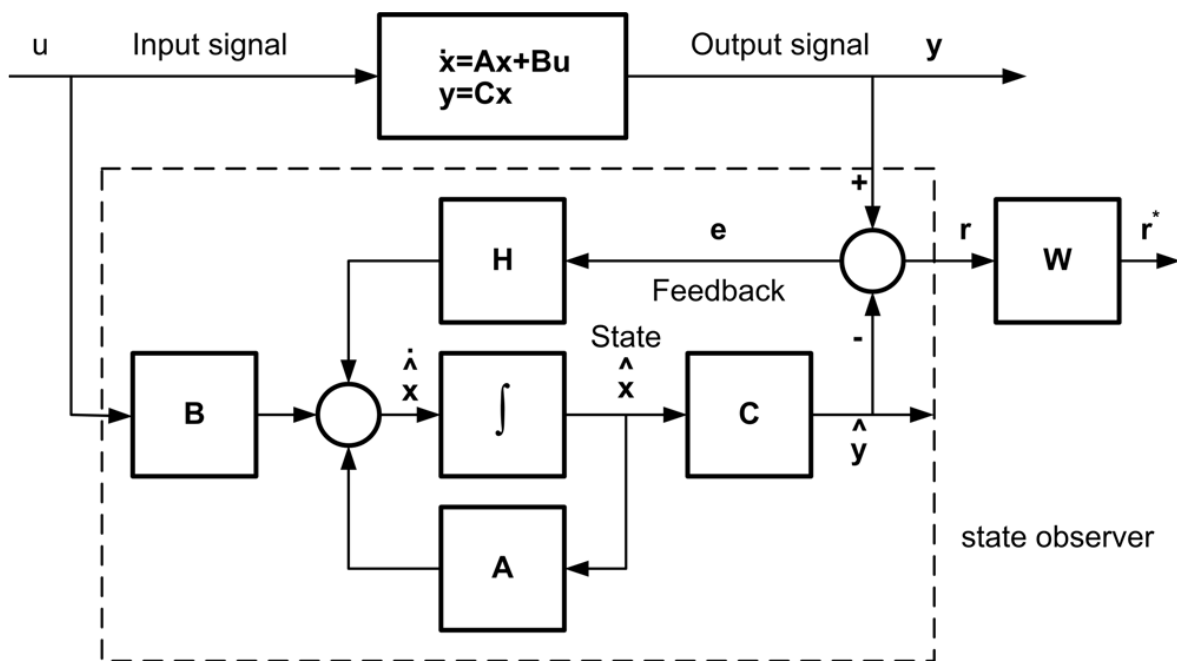 u
Input signal
ẋ=Ax+Bu
y=Cx
Output signal
y
+
H
e
Feedback
r
W
r*
State
-
B
x̂̇
∫
x̂
C
ŷ
A
state observer